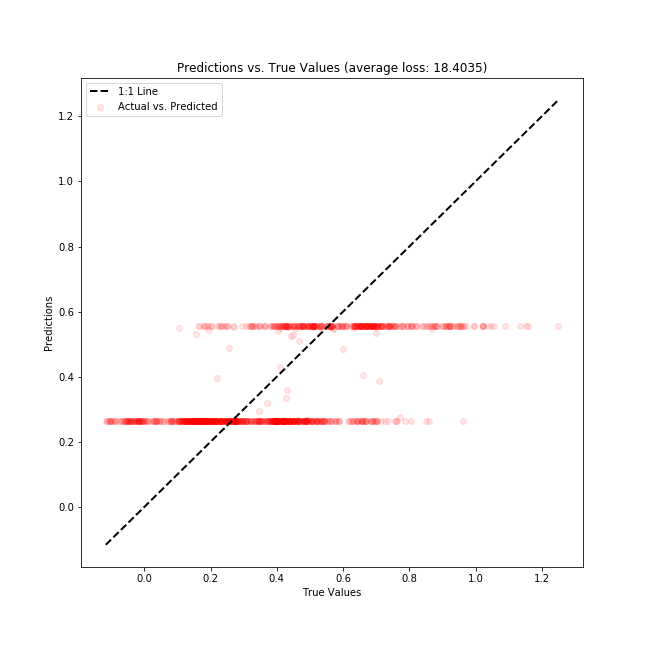 Predictions vs. True Values (average loss: 18.4035)
1:1 Line
Actual vs. Predicted
1.2
1.0
0.8
0.6
0.4
0.2
0.0
Predictions
0.0 0.2 0.4 0.6 0.8 1.0 1.2
True Values